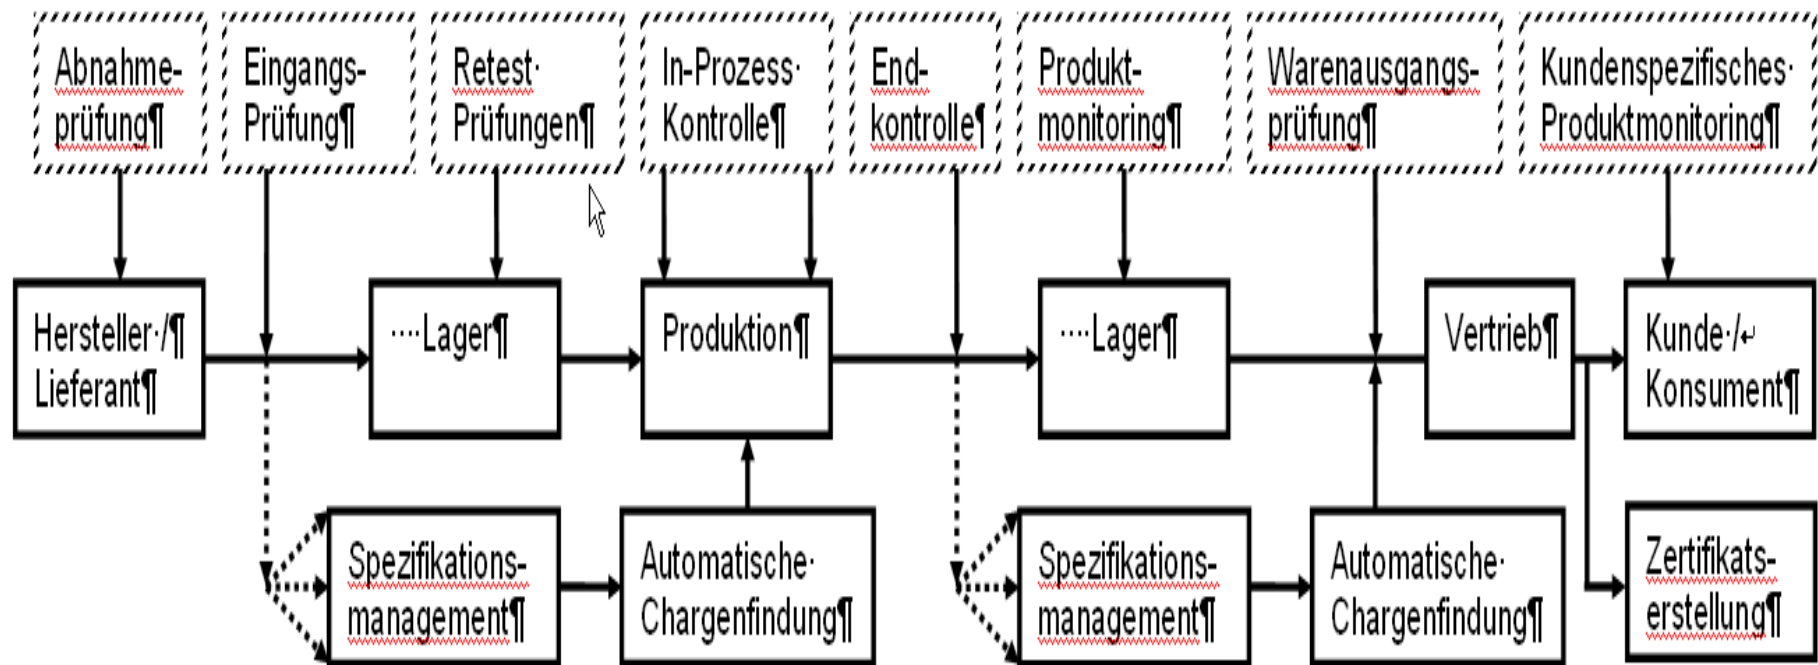 Abnahme-
prüfung¶
Eingangs-
Prüfung¶
Retest·
Prüfungen¶
In-Prozess·
Kontrolle¶
End-
kontrolle¶
Produkt-
monitoring¶
Warenausgangs-
prüfung¶
Kundenspezifisches·
Produktmonitoring¶
Hersteller·/¶
Lieferant¶
····Lager¶
Produktion¶
····Lager¶
Vertrieb¶
Kunde·/↵
Konsument¶
Spezifikations-
management¶
Automatische·
Chargenfindung¶
Spezifikations-
management¶
Automatische·
Chargenfindung¶
Zertifikats-
erstellung¶